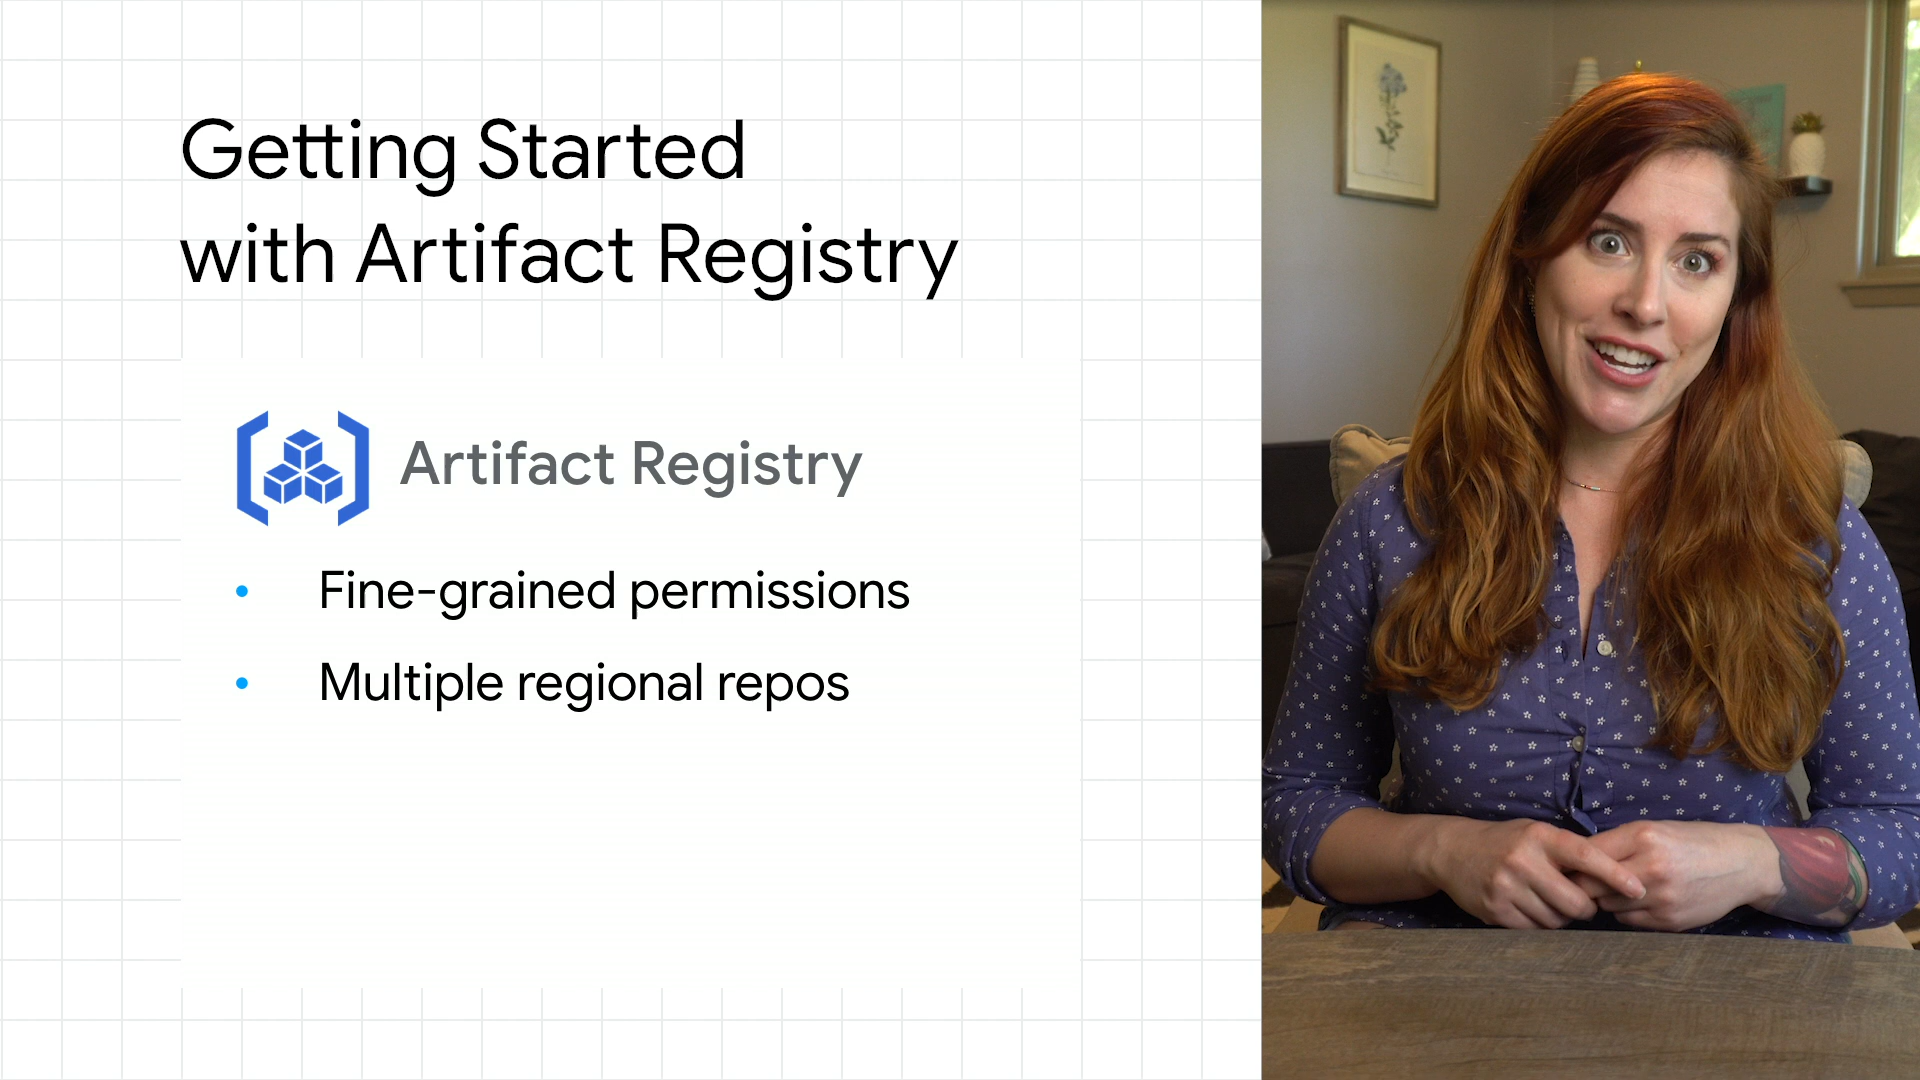 Getting Started
with Artifact Registry
Artifact Registry
• Fine-grained permissions
• Multiple regional repos